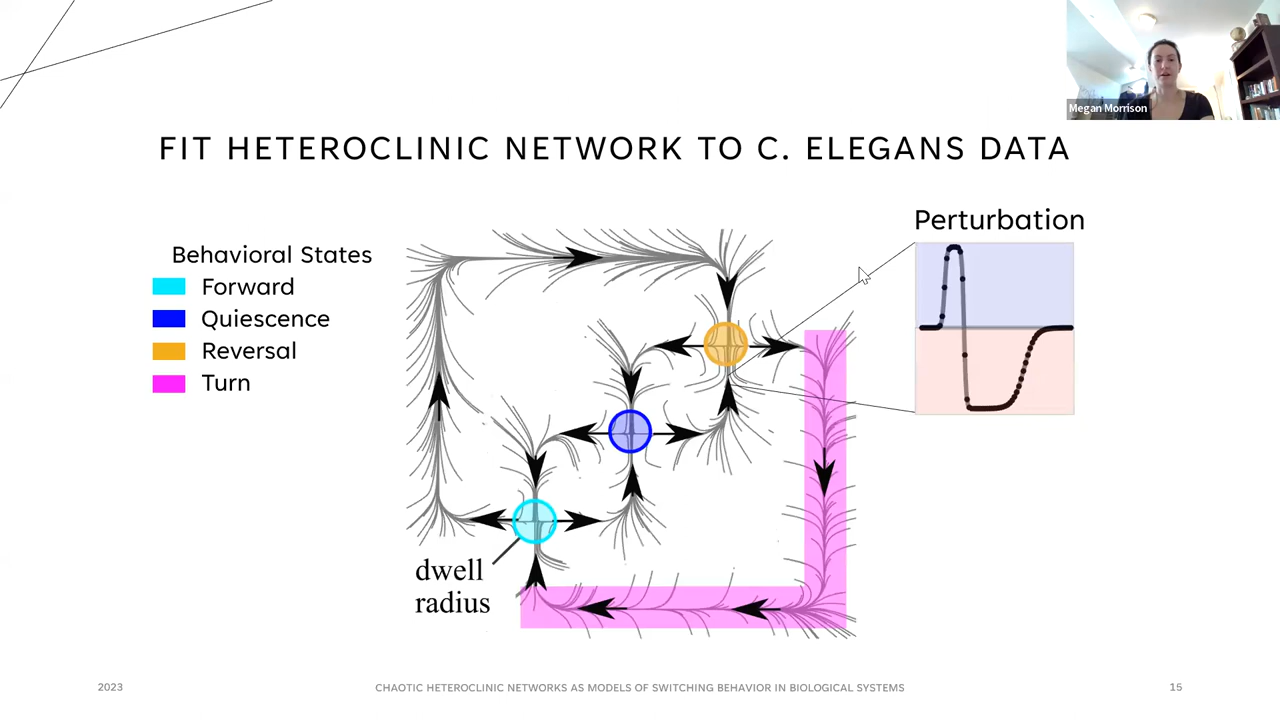 Megan Morrison
FIT HETEROCLINIC NETWORK TO C. ELEGANS DATA
Perturbation
Behavioral States
Forward
Quiescence
Reversal
Turn
dwell
radius
2023
CHAOTIC HETEROCLINIC NETWORKS AS MODELS OF SWITCHING BEHAVIOR IN BIOLOGICAL SYSTEMS
15